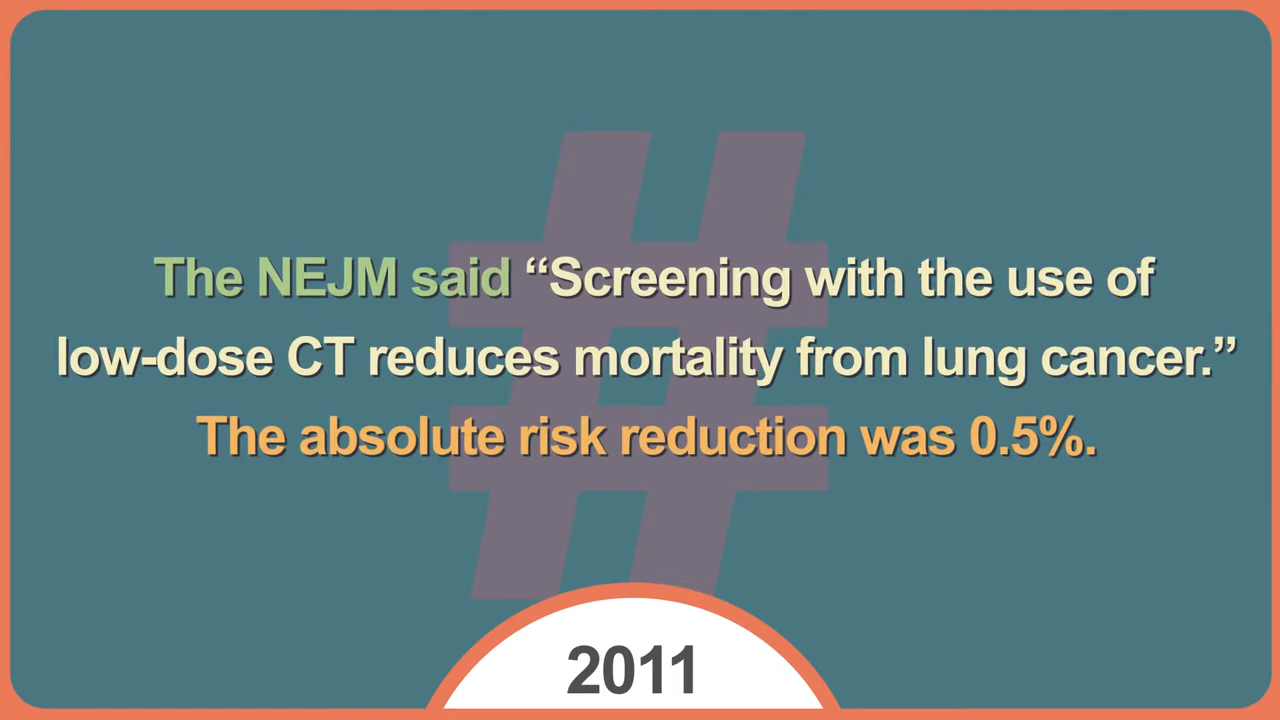 The NEJM said “Screening with the use of
low-dose CT reduces mortality from lung cancer.”
The absolute risk reduction was 0.5%.
#
2011